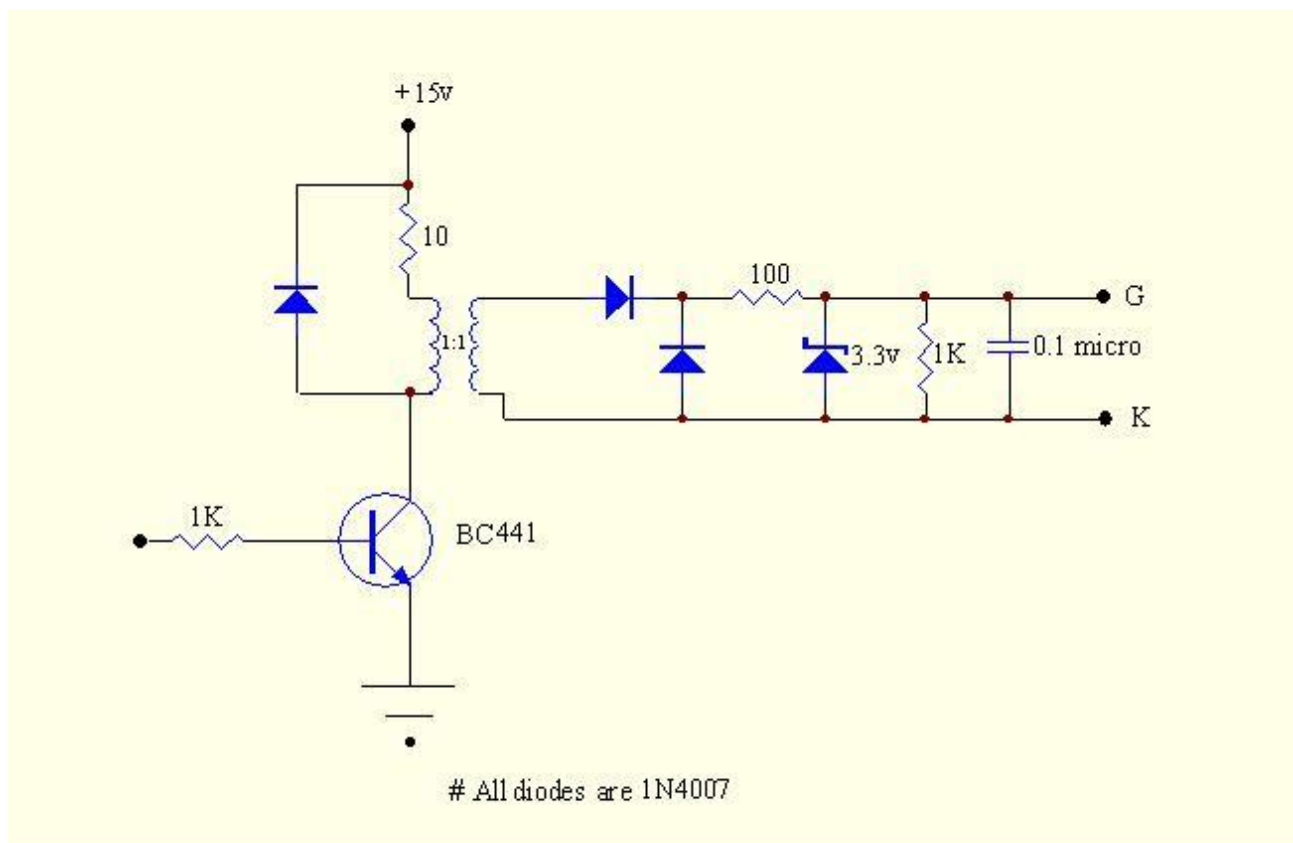 +15v
10
100
G
1:1
3.3v
1K
0.1 micro
K
1K
BC441
# All diodes are 1N4007